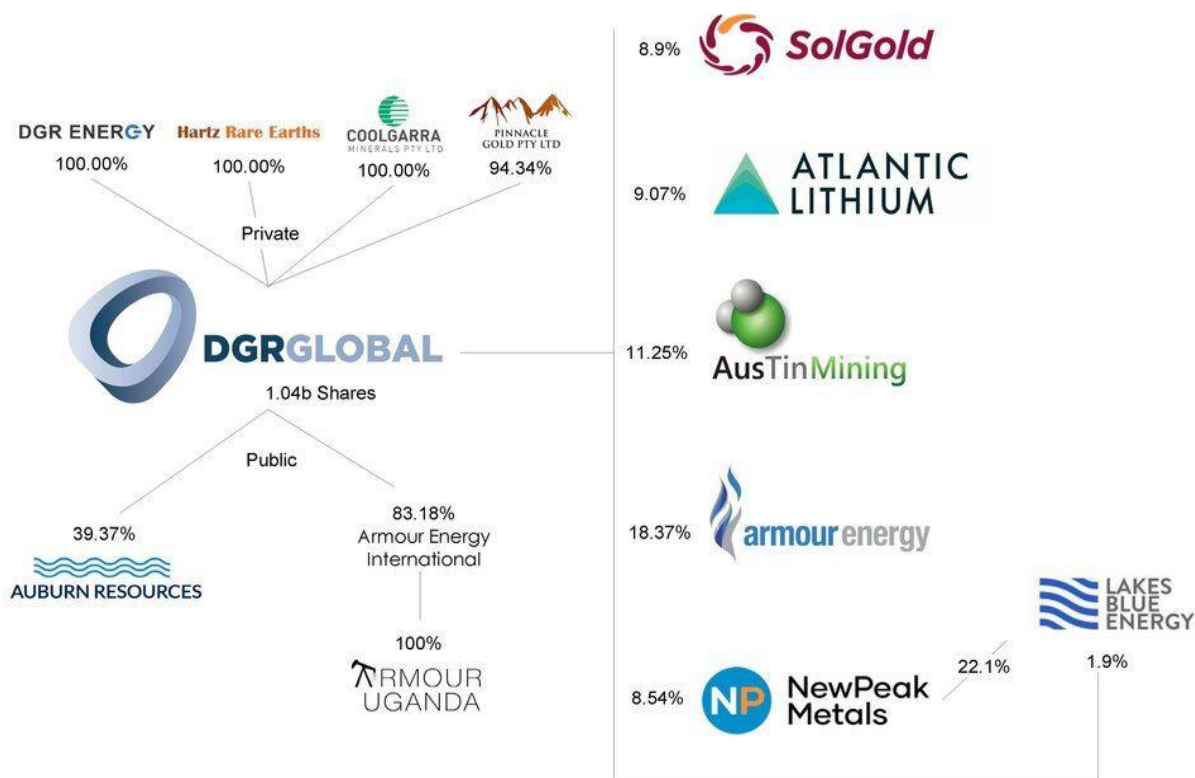 DGR ENERGY
100.00%
Hartz Rare Earths
100.00%
COOLGARRA
MINERALS PTY LTD
100.00%
PINNACLE
GOLD PTY LTD
94.34%
Private
DGRGLOBAL
1.04b Shares
Public
39.37%
AUBURN RESOURCES
83.18%
Armour Energy
International
100%
ARMOUR
UGANDA
8.9%
SolGold
9.07%
ATLANTIC
LITHIUM
11.25%
AusTinMining
18.37%
armour energy
8.54%
NP
NewPeak
Metals
22.1%
LAKES
BLUE
ENERGY
1.9%